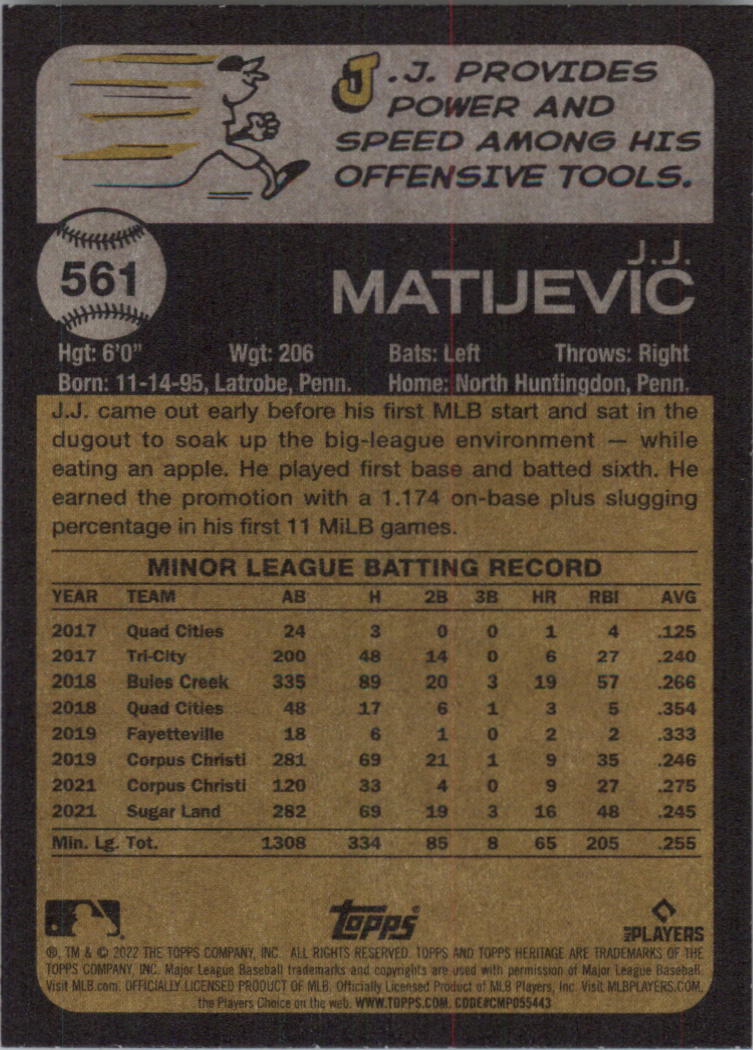 J.J. PROVIDES
POWER AND
SPEED AMONG HIS
OFFENSIVE TOOLS.
561
J.J.
MATIJEVIC
Hgt: 6'0" Wgt: 206 Bats: Left Throws: Right
Born: 11-14-95, Latrobe, Penn. Home: North Huntingdon, Penn.
J.J. came out early before his first MLB start and sat in the
dugout to soak up the big-league environment — while
eating an apple. He played first base and batted sixth. He
earned the promotion with a 1.174 on-base plus slugging
percentage in his first 11 MiLB games.
MINOR LEAGUE BATTING RECORD
YEAR TEAM AB H 2B 3B HR RBI AVG
2017 Quad Cities 24 3 0 0 1 4 .125
2017 Tri-City 200 48 14 0 6 27 .240
2018 Buies Creek 335 89 20 3 19 57 .266
2018 Quad Cities 48 17 6 1 3 5 .354
2019 Fayetteville 18 6 1 0 2 2 .333
2019 Corpus Christi 281 69 21 1 9 35 .246
2021 Corpus Christi 120 33 4 0 9 27 .275
2021 Sugar Land 282 69 19 3 16 48 .245
Min. Lg. Tot. 1308 334 85 8 65 205 .255
Topps
MLB PLAYERS
®, TM & © 2022 THE TOPPS COMPANY, INC. ALL RIGHTS RESERVED. TOPPS AND TOPPS HERITAGE ARE TRADEMARKS OF THE
TOPPS COMPANY, INC. Major League Baseball trademarks and copyrights are used with permission of Major League Baseball.
Visit MLB.com. OFFICIALLY LICENSED PRODUCT OF MLB. Officially Licensed Product of MLB Players, Inc. Visit MLBPLAYERS.COM,
the Players Choice on the web. WWW.TOPPS.COM. CODE#CMP055443